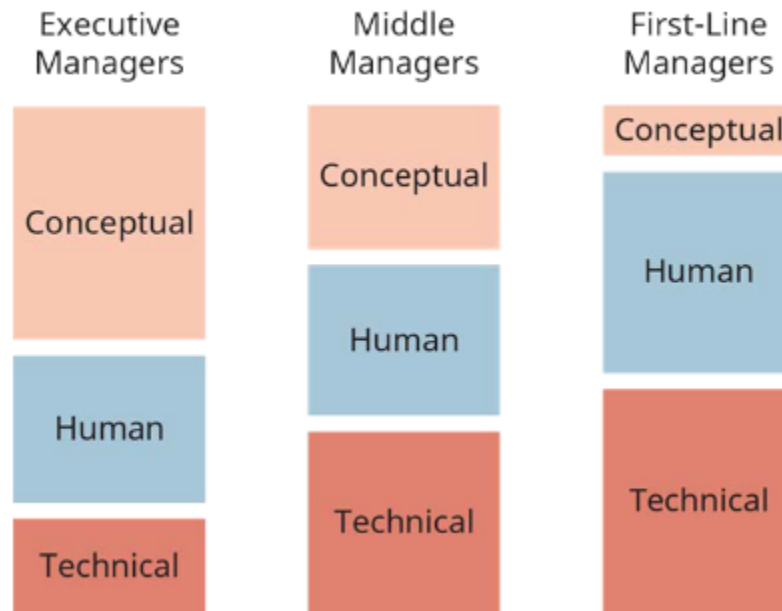 Executive
Managers
Conceptual
Human
Technical
Middle
Managers
Conceptual
Human
Technical
First-Line
Managers
Conceptual
Human
Technical